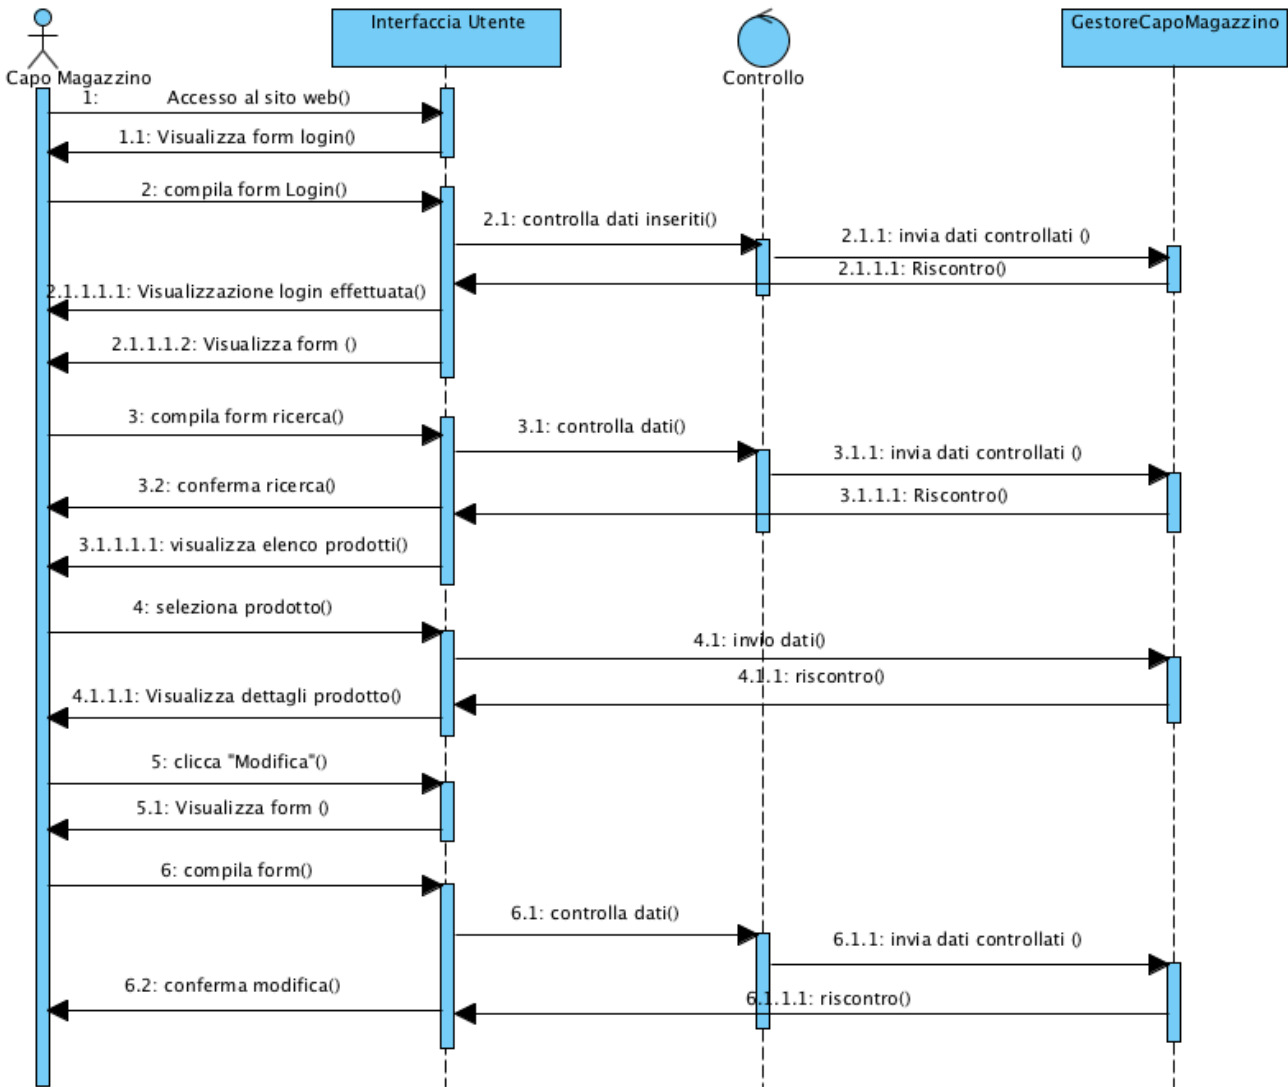 Interfaccia Utente
GestoreCapoMagazzino
Capo Magazzino
Controllo
1: Accesso al sito web()
1.1: Visualizza form login()
2: compila form Login()
2.1: controlla dati inseriti()
2.1.1: invia dati controllati ()
2.1.1.1: Riscontro()
2.1.1.1.1: Visualizzazione login effettuata()
2.1.1.1.2: Visualizza form ()
3: compila form ricerca()
3.1: controlla dati()
3.1.1: invia dati controllati ()
3.2: conferma ricerca()
3.1.1.1: Riscontro()
3.1.1.1.1: visualizza elenco prodotti()
4: seleziona prodotto()
4.1: invio dati()
4.1.1: riscontro()
4.1.1.1: Visualizza dettagli prodotto()
5: clicca "Modifica"()
5.1: Visualizza form ()
6: compila form()
6.1: controlla dati()
6.1.1: invia dati controllati ()
6.2: conferma modifica()
6.1.1.1: riscontro()